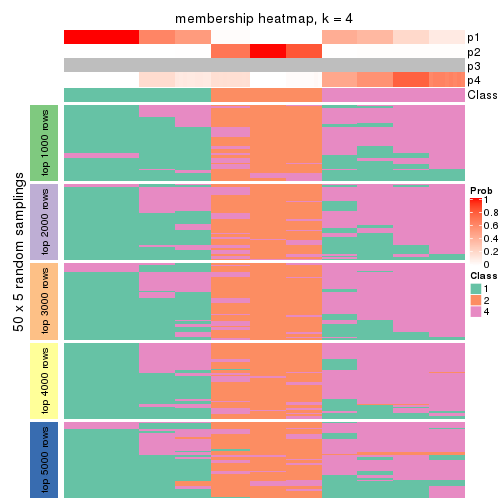 membership heatmap, k = 4
p1
p2
p3
p4
Class
50 x 5 random samplings
top 1000 rows
top 2000 rows
top 3000 rows
top 4000 rows
top 5000 rows
Prob
1
0.8
0.6
0.4
0.2
0
Class
1
2
4